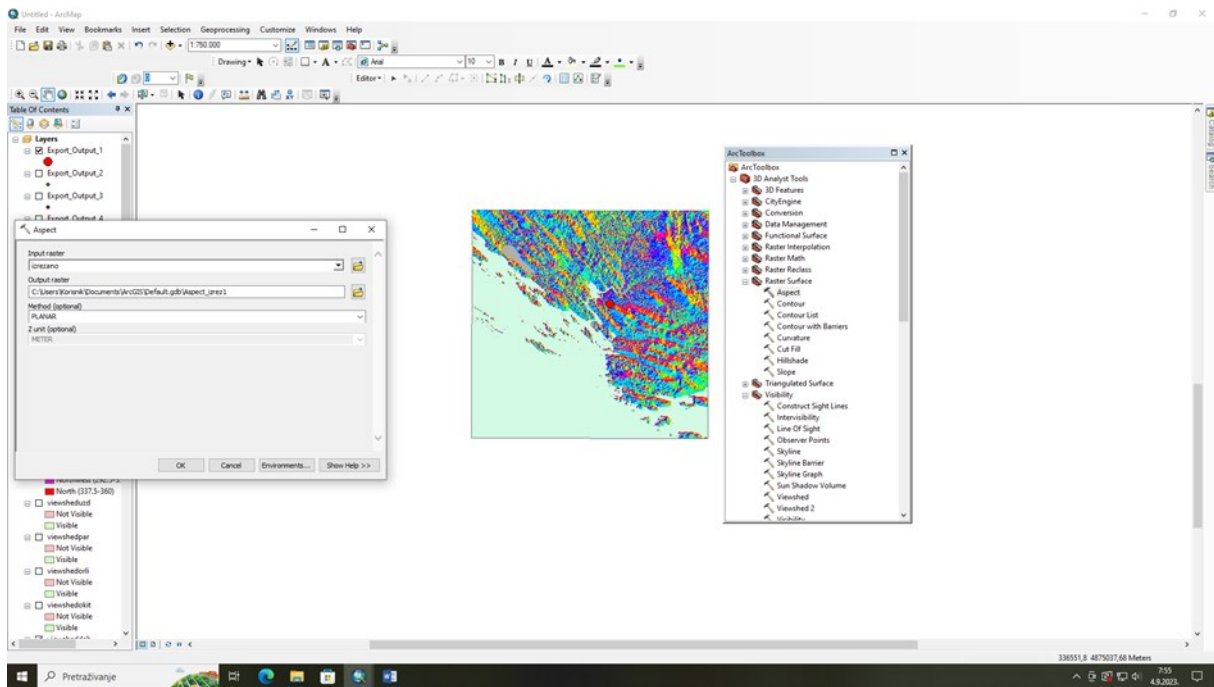 Untitled - ArcMap
File Edit View Bookmarks Insert Selection Geoprocessing Customize Windows Help
1:750.000
Drawing A Arial 10 B I U A
Editor
Table Of Contents
Layers
Export_Output_1
Export_Output_2
Export_Output_3
Export_Output_4
Aspect
Input raster
izrezano
Output raster
C:\Users\Korisnik\Documents\ArcGIS\Default.gdb\Aspect_izrez1
Method (optional)
PLANAR
Z unit (optional)
METER
OK Cancel Environments... Show Help >>
North (337.5-360)
viewsheduzd
Not Visible
Visible
viewshedpar
Not Visible
Visible
viewshedorli
Not Visible
Visible
viewshedokit
Not Visible
Visible
ArcToolbox
ArcToolbox
3D Analyst Tools
3D Features
CityEngine
Conversion
Data Management
Functional Surface
Raster Interpolation
Raster Math
Raster Reclass
Raster Surface
Aspect
Contour
Contour List
Contour with Barriers
Curvature
Cut Fill
Hillshade
Slope
Triangulated Surface
Visibility
Construct Sight Lines
Intervisibility
Line Of Sight
Observer Points
Skyline
Skyline Barrier
Skyline Graph
Sun Shadow Volume
Viewshed
Viewshed 2
Visibility
Catalog
Search
336551,8 4875037,68 Meters
Pretraživanje
7:55
4.9.2023.